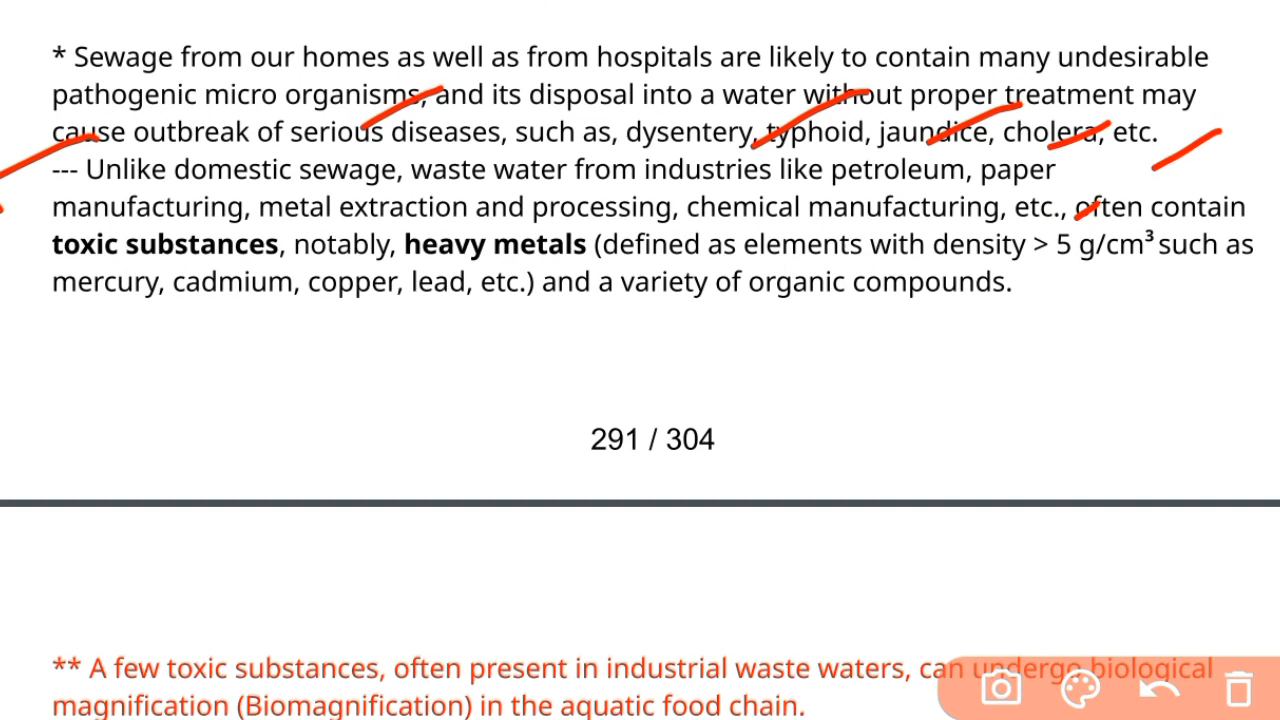 * Sewage from our homes as well as from hospitals are likely to contain many undesirable
pathogenic micro organisms, and its disposal into a water without proper treatment may
cause outbreak of serious diseases, such as, dysentery, typhoid, jaundice, cholera, etc.
--- Unlike domestic sewage, waste water from industries like petroleum, paper
manufacturing, metal extraction and processing, chemical manufacturing, etc., often contain
toxic substances, notably, heavy metals (defined as elements with density > 5 g/cm³ such as
mercury, cadmium, copper, lead, etc.) and a variety of organic compounds.
291 / 304
** A few toxic substances, often present in industrial waste waters, can undergo biological
magnification (Biomagnification) in the aquatic food chain.